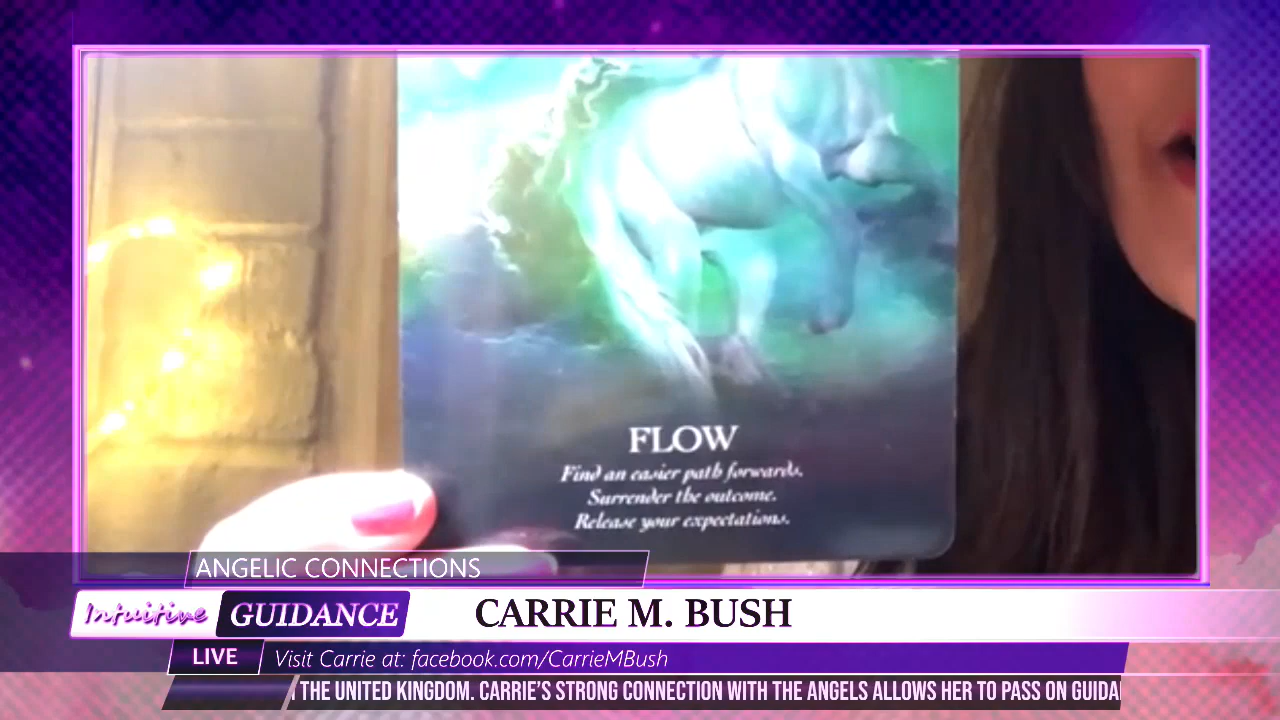 FLOW
Find an easier path forwards.
Surrender the outcome.
Release your expectations.
ANGELIC CONNECTIONS
Intuitive GUIDANCE
CARRIE M. BUSH
LIVE
Visit Carrie at: facebook.com/CarrieMBush
THE UNITED KINGDOM. CARRIE'S STRONG CONNECTION WITH THE ANGELS ALLOWS HER TO PASS ON